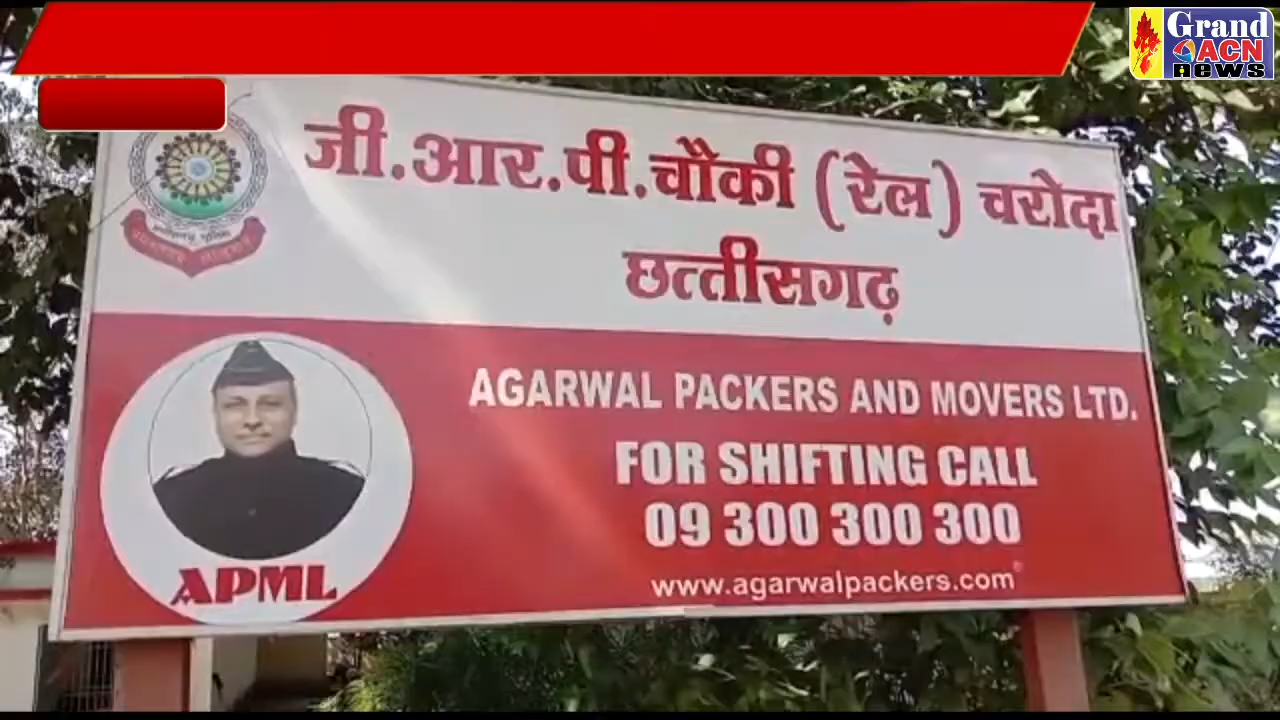 Grand
ACN
news
जी.आर.पी.चौकी (रेल) चरोदा
छत्तीसगढ़
AGARWAL PACKERS AND MOVERS LTD.
FOR SHIFTING CALL
09 300 300 300
www.agarwalpackers.com
APML